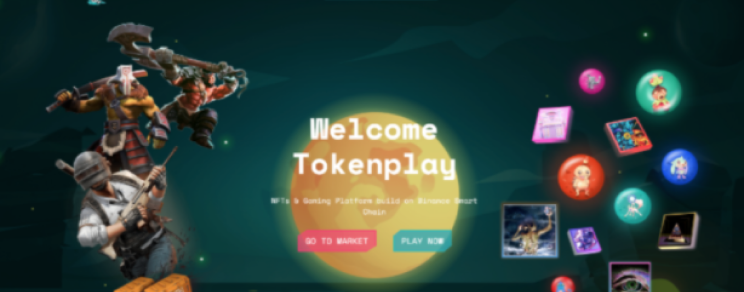 Welcome
Tokenplay
NFTs & Gaming Platform build on Binance Smart
Chain
GO TO MARKET
PLAY NOW